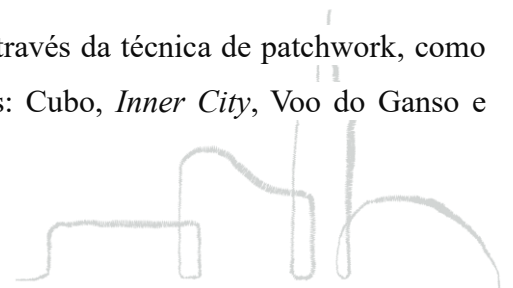 través da técnica de patchwork, como
s: Cubo, Inner City, Voo do Ganso e